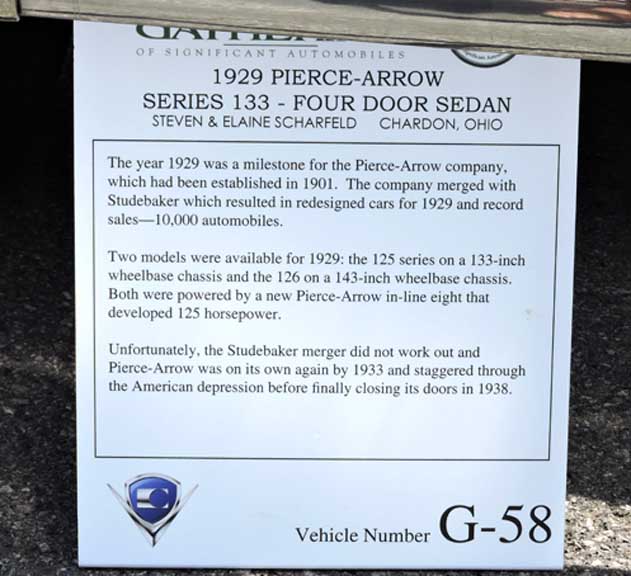 OF SIGNIFICANT AUTOMOBILES
1929 PIERCE-ARROW
SERIES 133 - FOUR DOOR SEDAN
STEVEN & ELAINE SCHARFELD CHARDON, OHIO
The year 1929 was a milestone for the Pierce-Arrow company,
which had been established in 1901. The company merged with
Studebaker which resulted in redesigned cars for 1929 and record
sales—10,000 automobiles.
Two models were available for 1929: the 125 series on a 133-inch
wheelbase chassis and the 126 on a 143-inch wheelbase chassis.
Both were powered by a new Pierce-Arrow in-line eight that
developed 125 horsepower.
Unfortunately, the Studebaker merger did not work out and
Pierce-Arrow was on its own again by 1933 and staggered through
the American depression before finally closing its doors in 1938.
Vehicle Number G-58